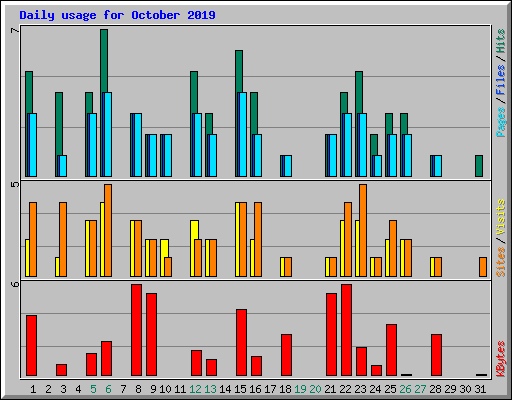 Daily usage for October 2019
7
Pages/Files/Hits
5
Sites/Visits
6
KBytes
1 2 3 4 5 6 7 8 9 10 11 12 13 14 15 16 17 18 19 20 21 22 23 24 25 26 27 28 29 30 31